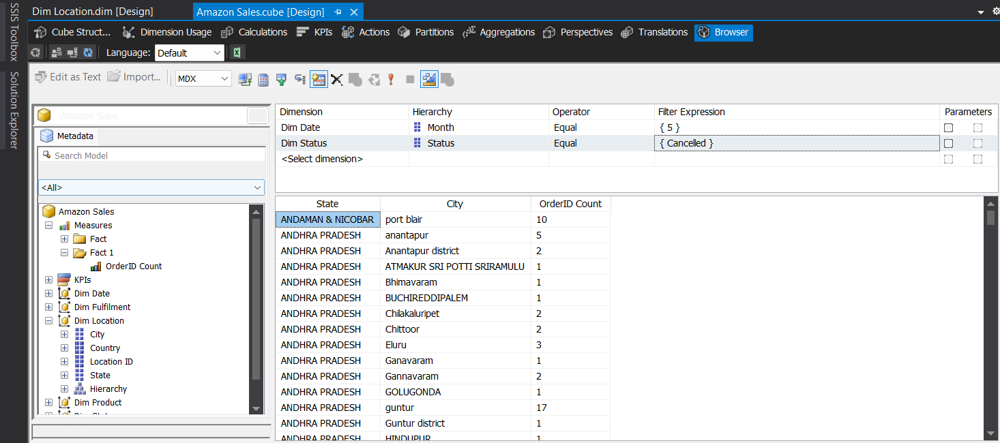 SSIS Toolbox
Solution Explorer
Dim Location.dim [Design]
Amazon Sales.cube [Design]
Cube Struct...
Dimension Usage
Calculations
KPIs
Actions
Partitions
Aggregations
Perspectives
Translations
Browser
Language:
Default
Edit as Text
Import...
MDX
Amazon Sales
Metadata
Search Model
<All>
Amazon Sales
Measures
Fact
Fact 1
OrderID Count
KPIs
Dim Date
Dim Fulfilment
Dim Location
City
Country
Location ID
State
Hierarchy
Dim Product
Dimension Hierarchy Operator Filter Expression Parameters
Dim Date Month Equal { 5 }
Dim Status Status Equal { Cancelled }
<Select dimension>
State City OrderID Count
ANDAMAN & NICOBAR port blair 10
ANDHRA PRADESH anantapur 5
ANDHRA PRADESH Anantapur district 2
ANDHRA PRADESH ATMAKUR SRI POTTI SRIRAMULU 1
ANDHRA PRADESH Bhimavaram 1
ANDHRA PRADESH BUCHIREDDIPALEM 1
ANDHRA PRADESH Chilakaluripet 2
ANDHRA PRADESH Chittoor 2
ANDHRA PRADESH Eluru 3
ANDHRA PRADESH Ganavaram 1
ANDHRA PRADESH Gannavaram 2
ANDHRA PRADESH GOLUGONDA 1
ANDHRA PRADESH guntur 17
ANDHRA PRADESH Guntur district 1
ANDHRA PRADESH HINDUPUR 1